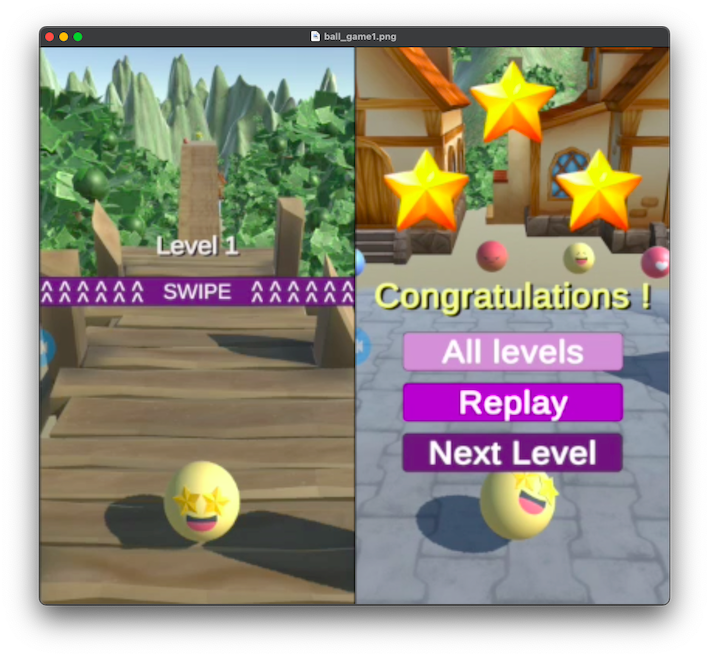 ball_game1.png
Level 1
SWIPE
Congratulations !
All levels
Replay
Next Level